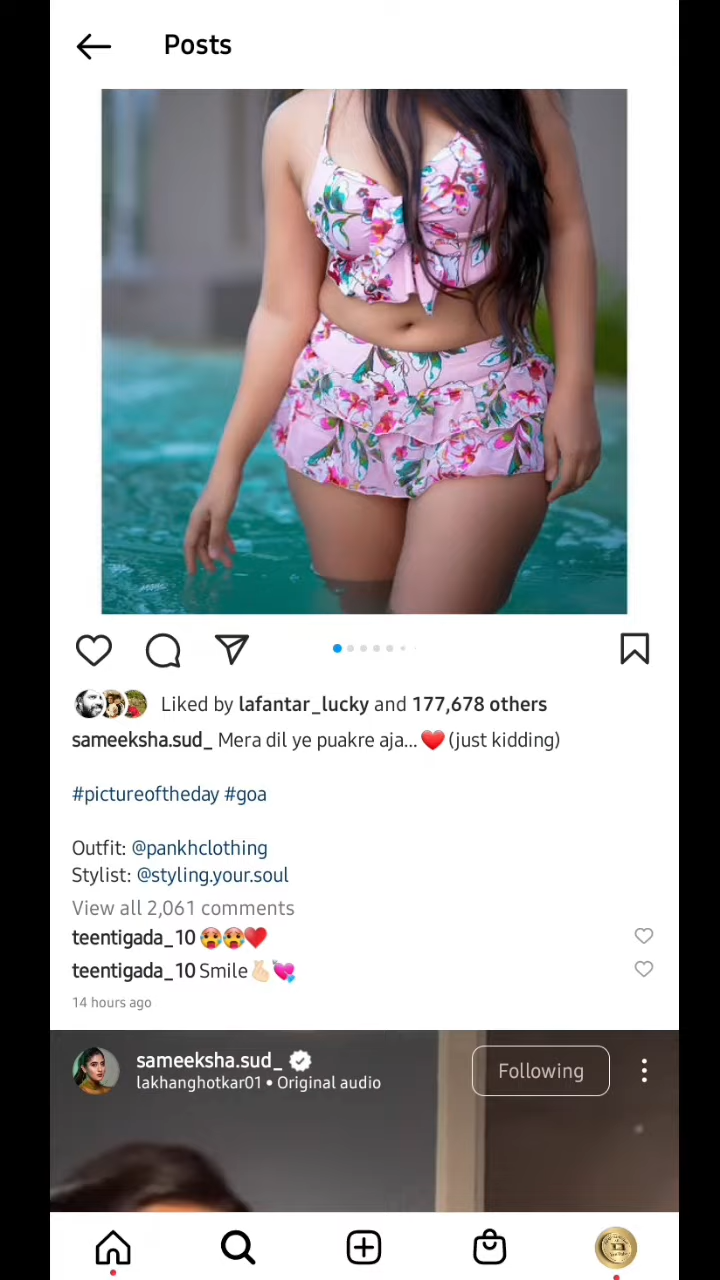 Posts
Liked by lafantar_lucky and 177,678 others
sameeksha.sud_ Mera dil ye puakre aja... ❤️ (just kidding)
#pictureoftheday #goa
Outfit: @pankhclothing
Stylist: @styling.your.soul
View all 2,061 comments
teentigada_10 🥵🥵❤️
teentigada_10 Smile🫰🏻💘
14 hours ago
sameeksha.sud_
Following
lakhanghotkar01 • Original audio